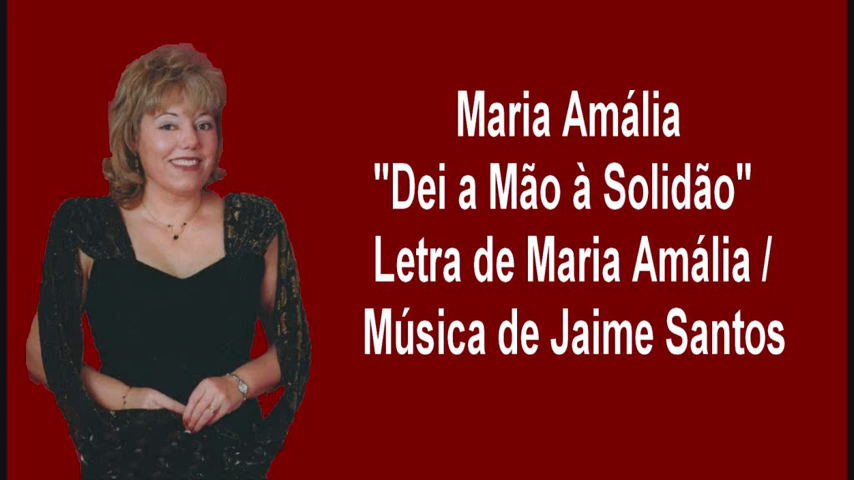 Maria Amália
"Dei a Mão à Solidão"
Letra de Maria Amália /
Música de Jaime Santos